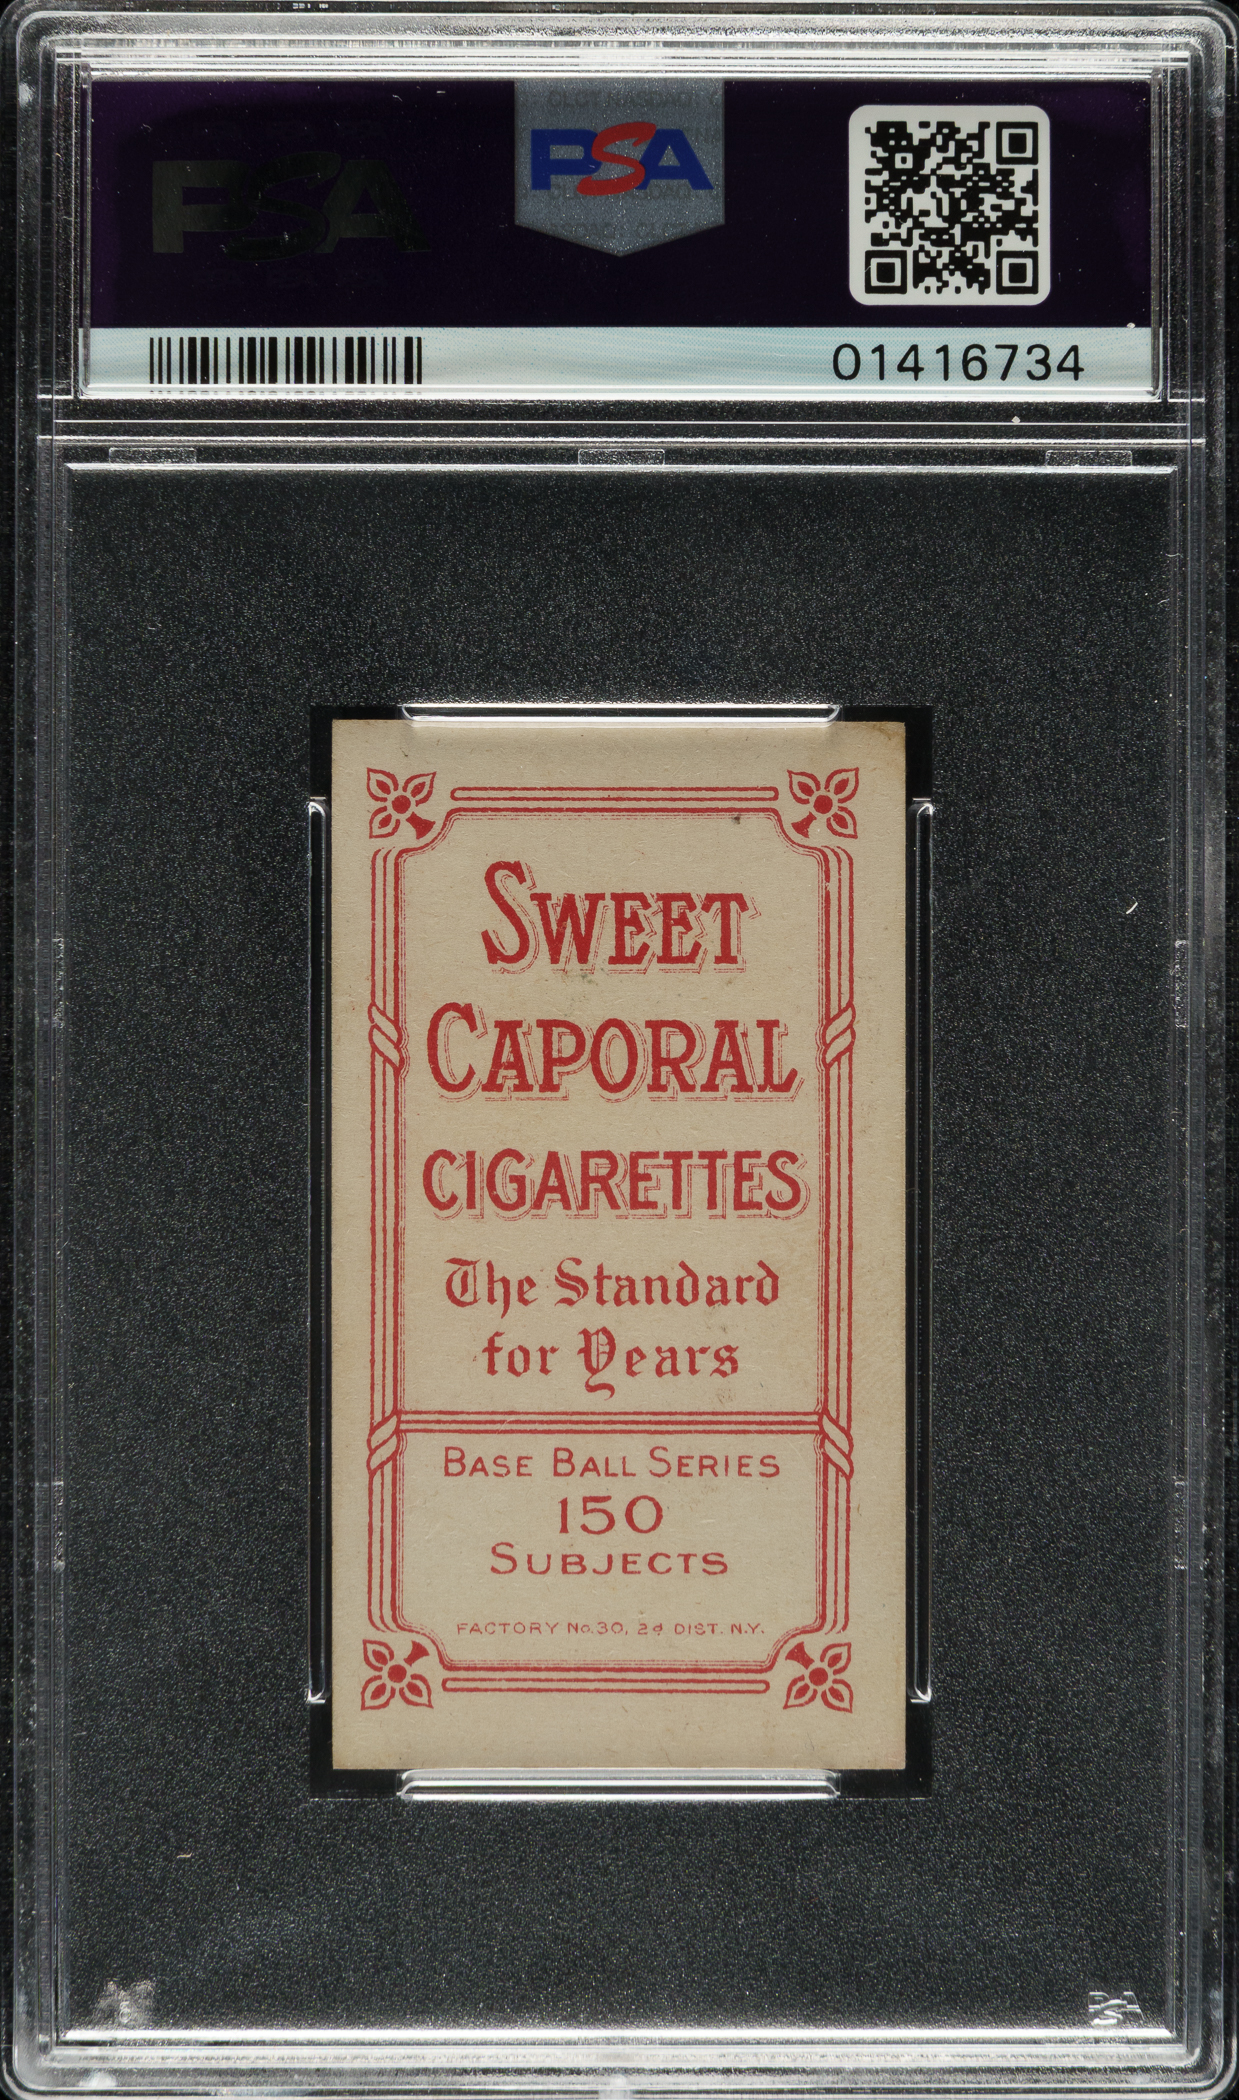 PSA
PSA
01416734
SWEET
CAPORAL
CIGARETTES
The Standard
for Years
BASE BALL SERIES
150
SUBJECTS
FACTORY No. 30, 2d DIST. N.Y.
PSA